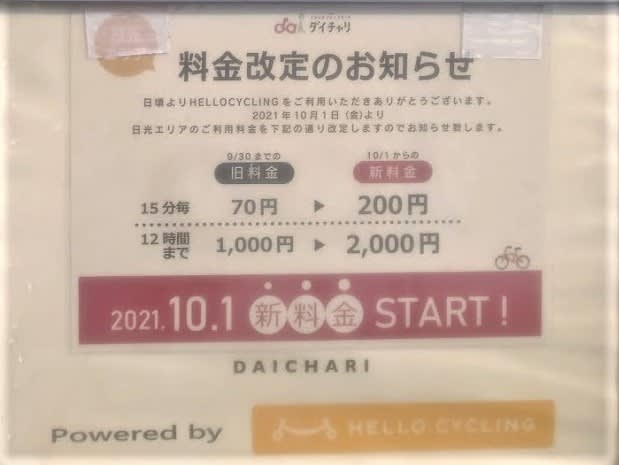 ダイチャリ
料金改定のお知らせ
日頃よりHELLOCYCLINGをご利用いただきありがとうございます。
2021年10月1日(金)より
日光エリアのご利用料金を下記の通り改定しますのでお知らせ致します。
9/30までの 10/1からの
旧料金 新料金
15分毎 70円 ▶ 200円
12時間まで 1,000円 ▶ 2,000円
2021.10.1 新料金 START!
DAICHARI
Powered by HELLO CYCLING